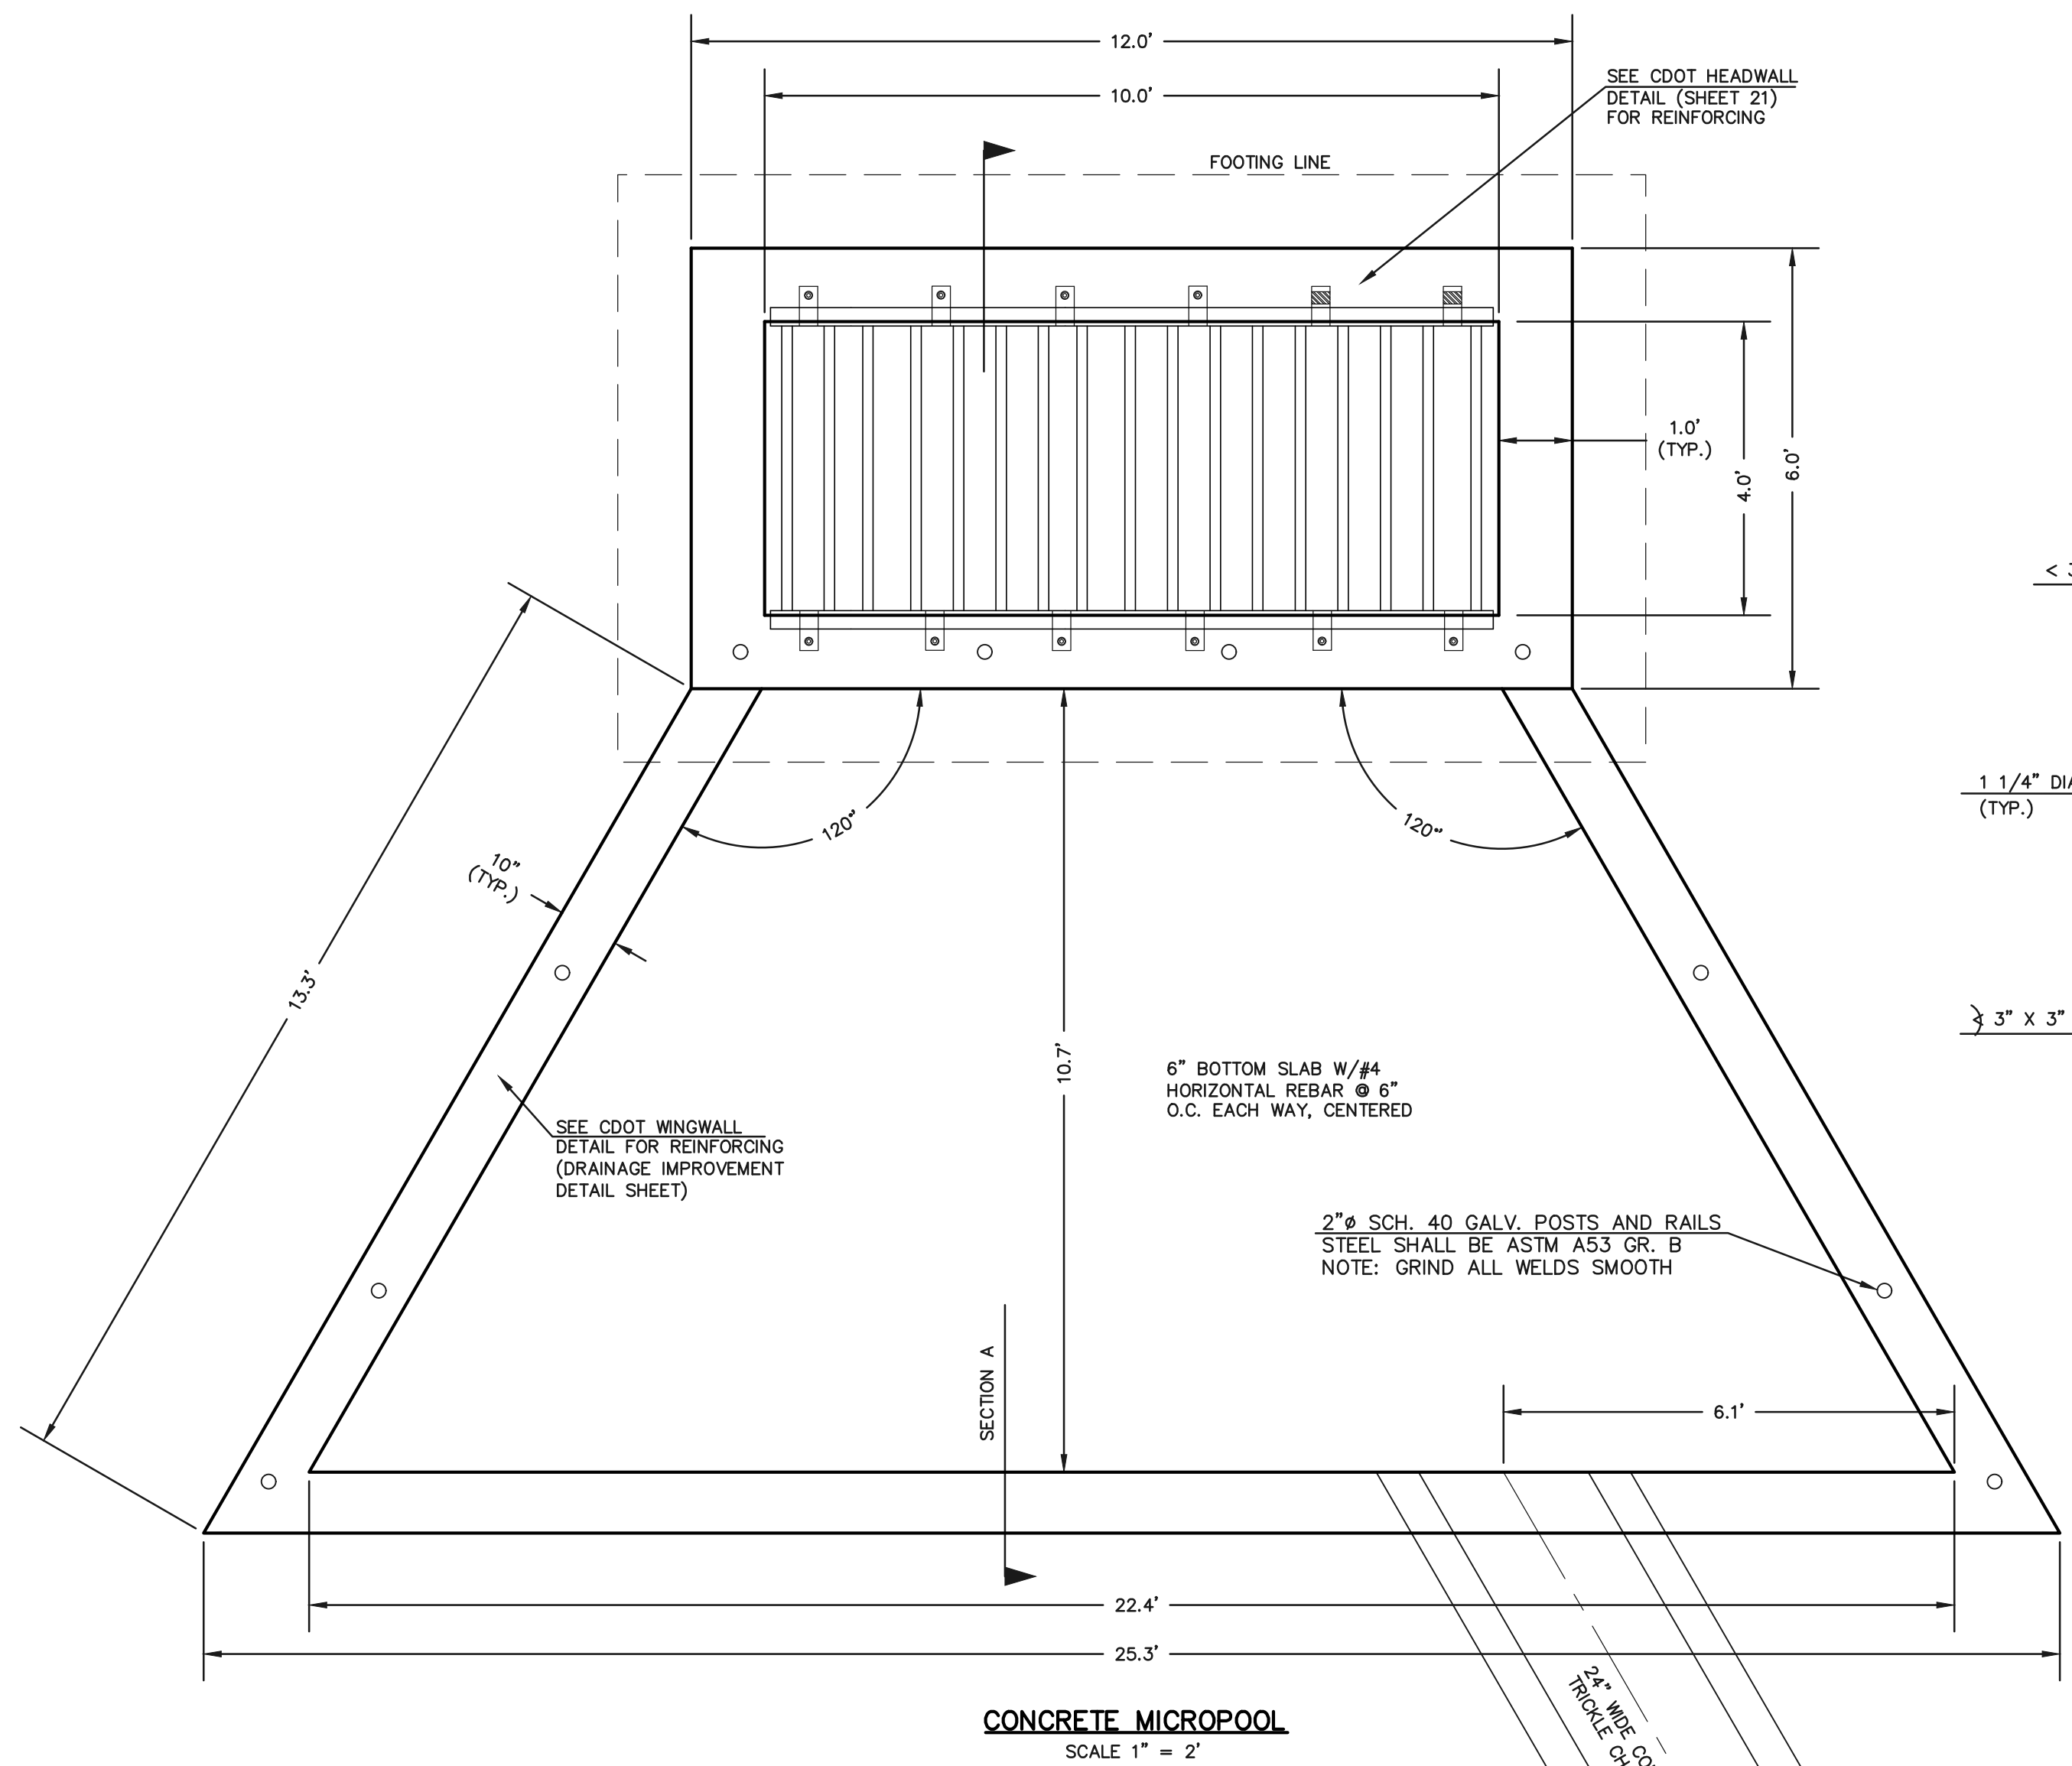 12.0'
10.0'
SEE CDOT HEADWALL
DETAIL (SHEET 21)
FOR REINFORCING
FOOTING LINE
1.0'
(TYP.)
4.0'
6.0'
120°
120°
10"
(TYP.)
13.3'
10.7'
6" BOTTOM SLAB W/#4
HORIZONTAL REBAR @ 6"
O.C. EACH WAY, CENTERED
SEE CDOT WINGWALL
DETAIL FOR REINFORCING
(DRAINAGE IMPROVEMENT
DETAIL SHEET)
2"ø SCH. 40 GALV. POSTS AND RAILS
STEEL SHALL BE ASTM A53 GR. B
NOTE: GRIND ALL WELDS SMOOTH
SECTION A
6.1'
22.4'
25.3'
24" WIDE
TRICKLE
CONCRETE MICROPOOL
SCALE 1" = 2'
1 1/4"
(TYP.)
3" X 3"